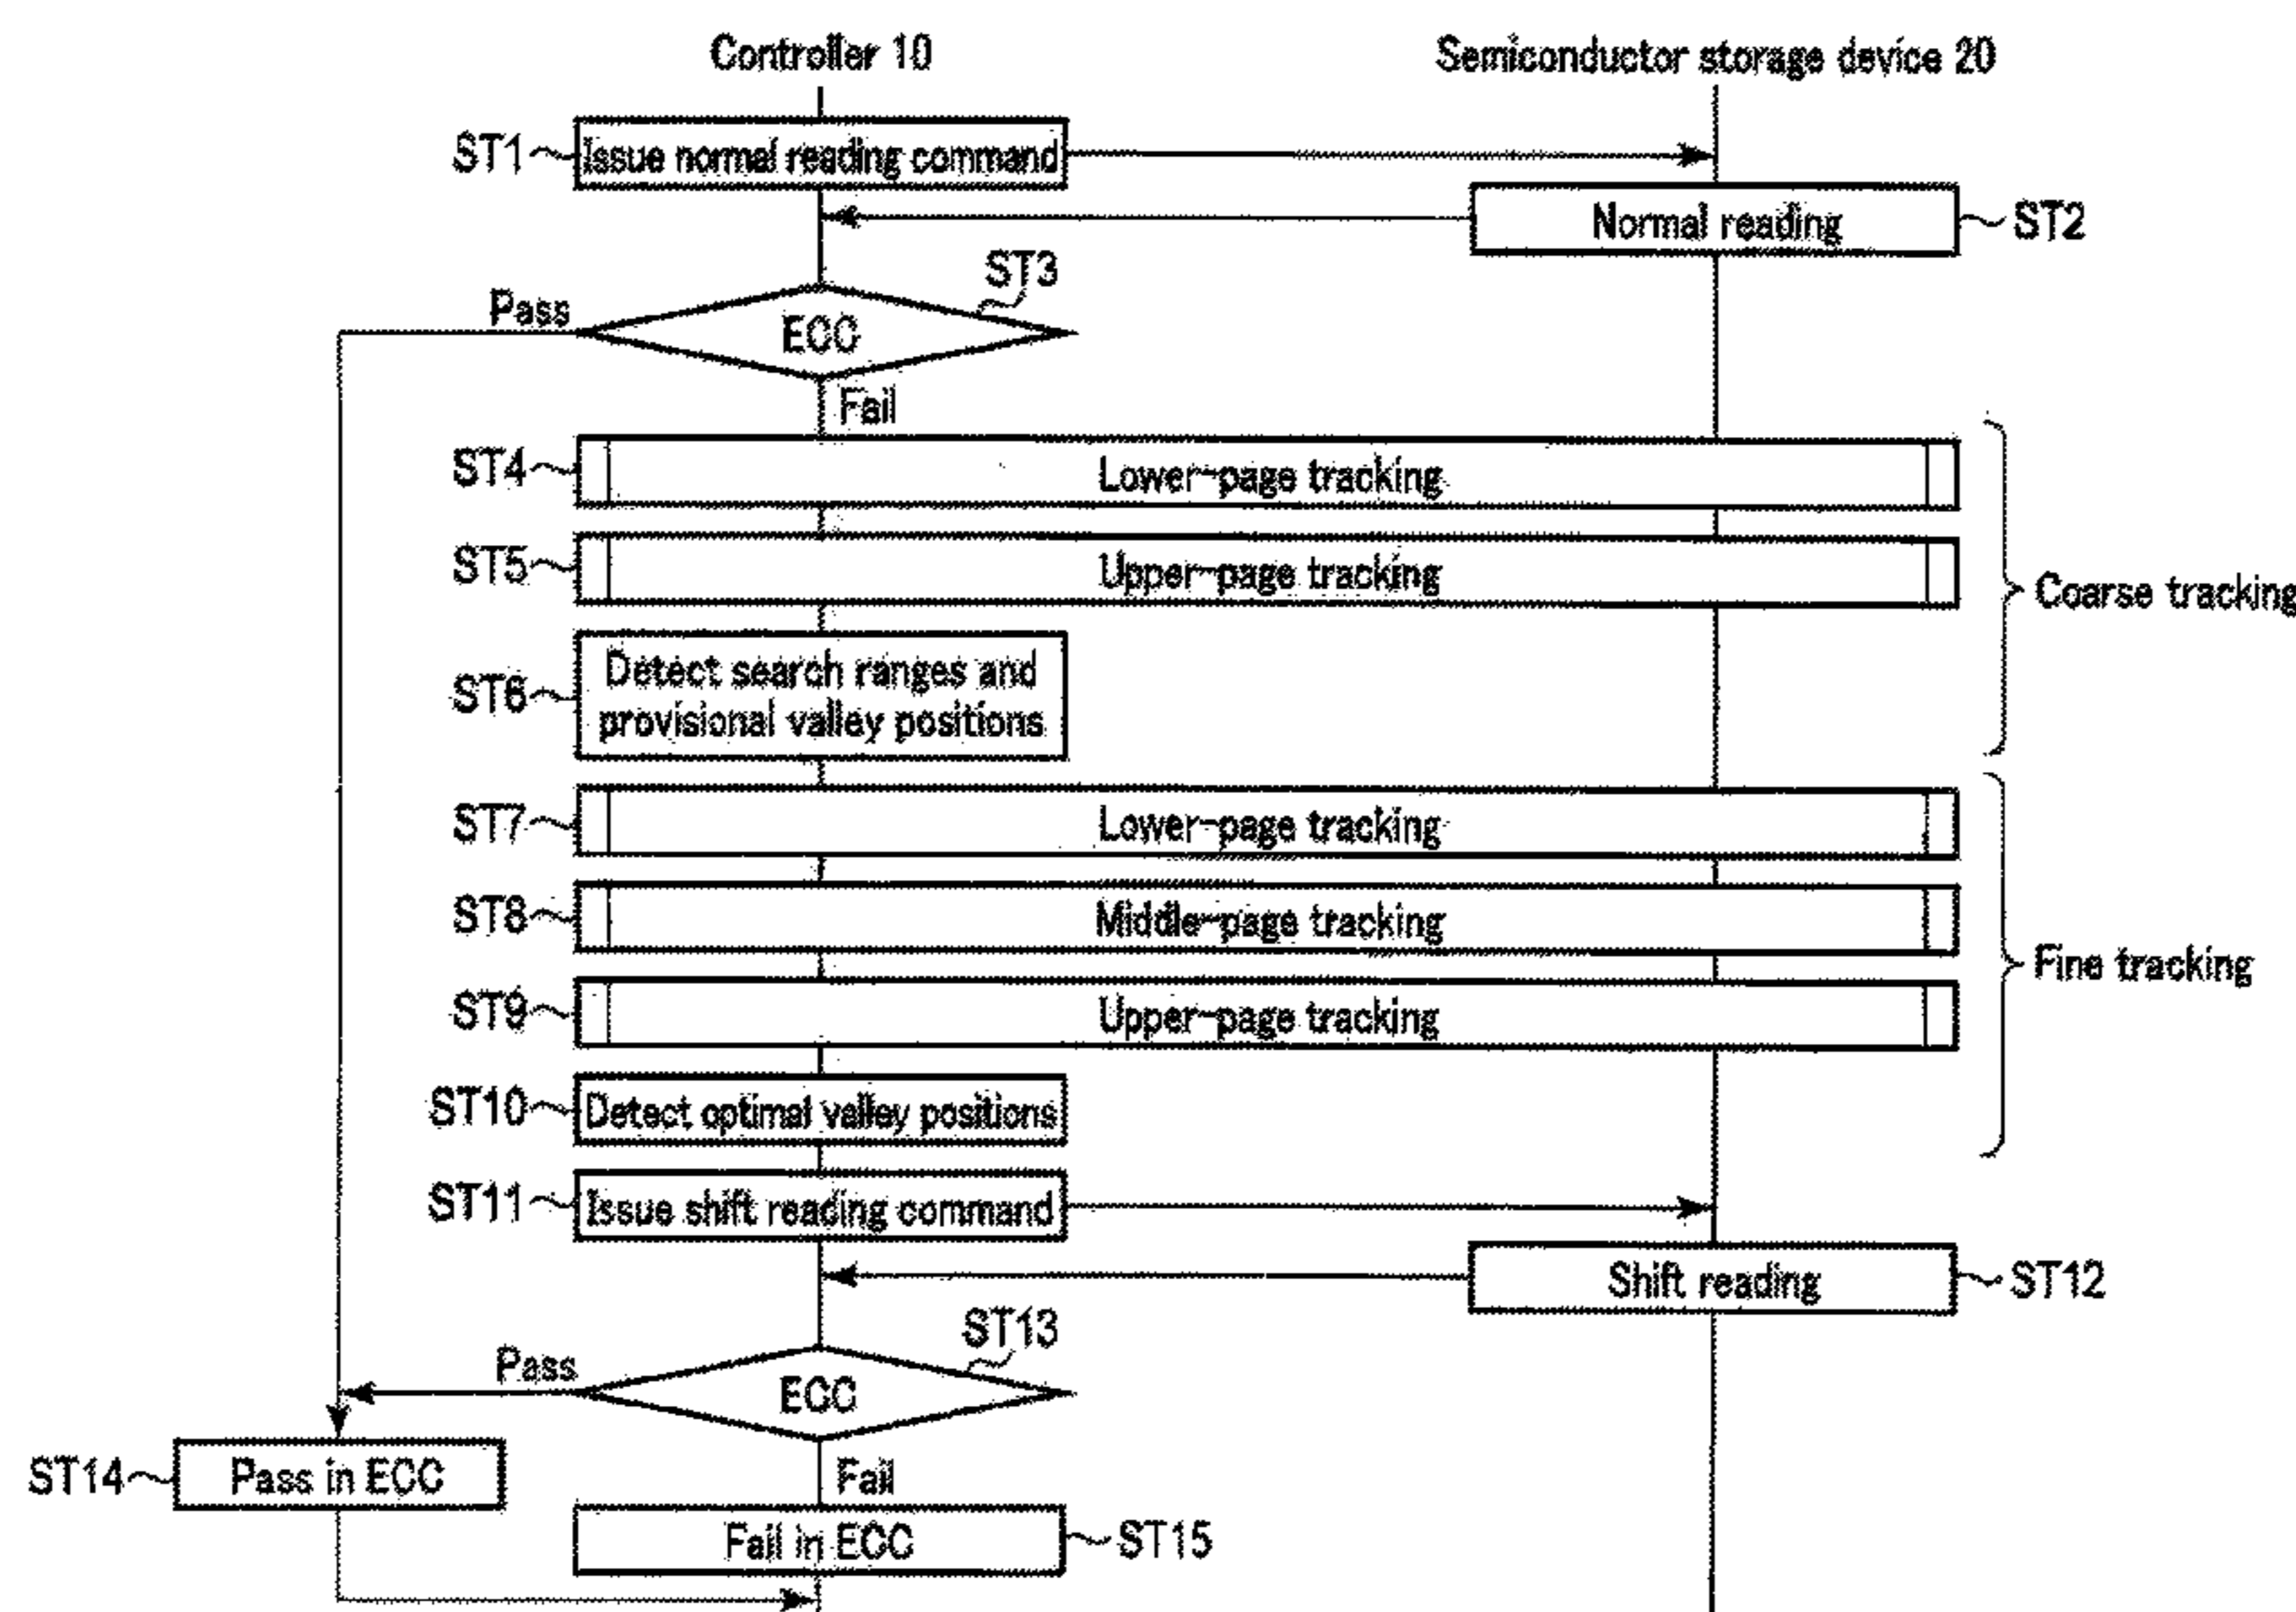 Controller 10
Semiconductor storage device 20
ST1
Issue normal reading command
Normal reading
ST2
ST3
Pass
ECC
Fail
ST4
Lower-page tracking
ST5
Upper-page tracking
Coarse tracking
ST6
Detect search ranges and
provisional valley positions
ST7
Lower-page tracking
ST8
Middle-page tracking
Fine tracking
ST9
Upper-page tracking
ST10
Detect optimal valley positions
ST11
Issue shift reading command
Shift reading
ST12
ST13
Pass
ECC
ST14
Pass in ECC
Fail
Fail in ECC
ST15